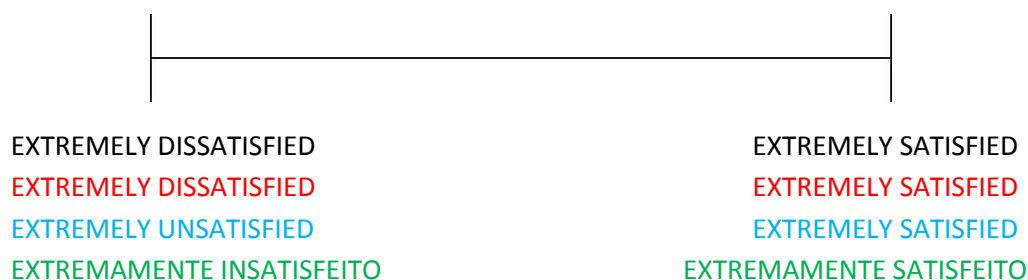 EXTREMELY DISSATISFIED EXTREMELY SATISFIED
EXTREMELY DISSATISFIED EXTREMELY SATISFIED
EXTREMELY UNSATISFIED EXTREMELY SATISFIED
EXTREMAMENTE INSATISFEITO EXTREMAMENTE SATISFEITO